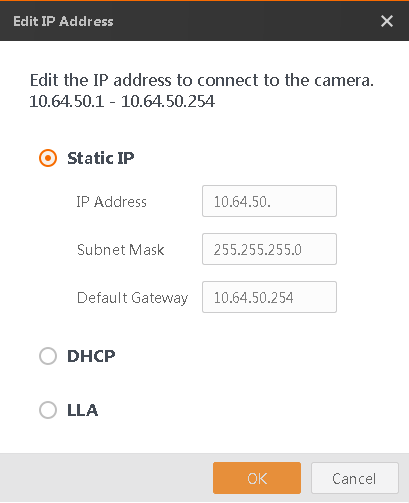 Edit IP Address
Edit the IP address to connect to the camera.
10.64.50.1 - 10.64.50.254
Static IP
IP Address 10.64.50.
Subnet Mask 255.255.255.0
Default Gateway 10.64.50.254
DHCP
LLA
OK Cancel